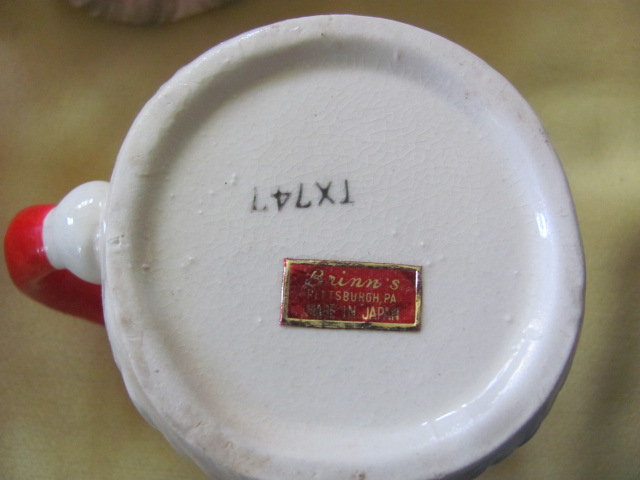 TX747
Brinn's
PITTSBURGH, PA.
MADE IN JAPAN